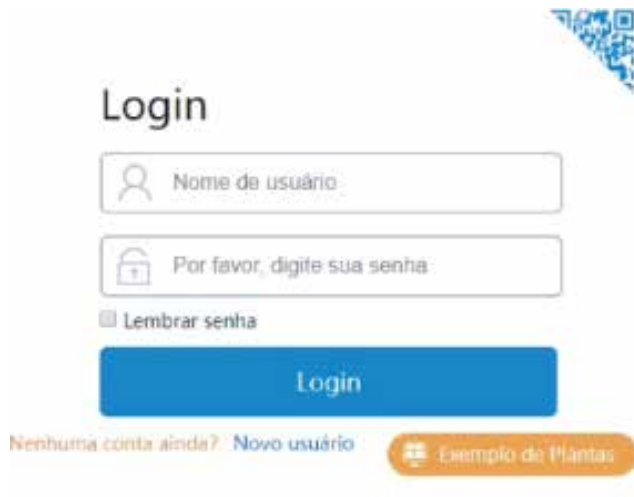 Login
Nome de usuário
Por favor, digite sua senha
Lembrar senha
Login
Nenhuma conta ainda? Novo usuário
Exemplo de Plantas